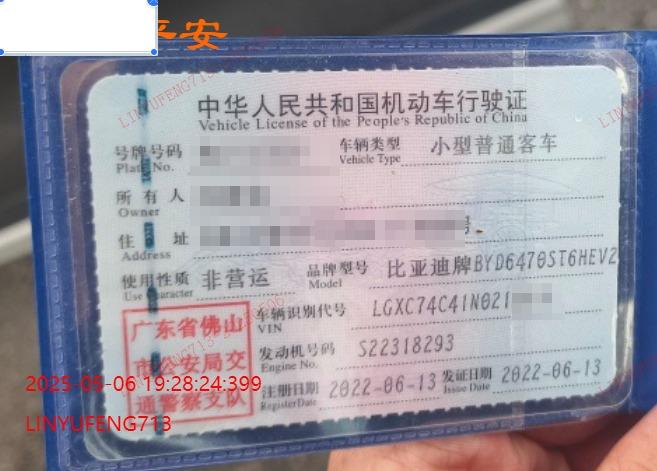 平安
中华人民共和国机动车行驶证
Vehicle License of the People's Republic of China
号牌号码 车辆类型 小型普通客车
Plate No. Vehicle Type
所有人
Owner
住址 号
Address
使用性质 非营运 品牌型号 比亚迪牌BYD6470ST6HEV2
Use Character Model
车辆识别代号 LGXC74C41N021
VIN
发动机号码 S22318293
Engine No.
注册日期 2022-06-13 发证日期 2022-06-13
Register Date Issue Date
广东省佛山
市公安局交
通警察支队
2025-05-06 19:28:24:399
LINYUFENG713